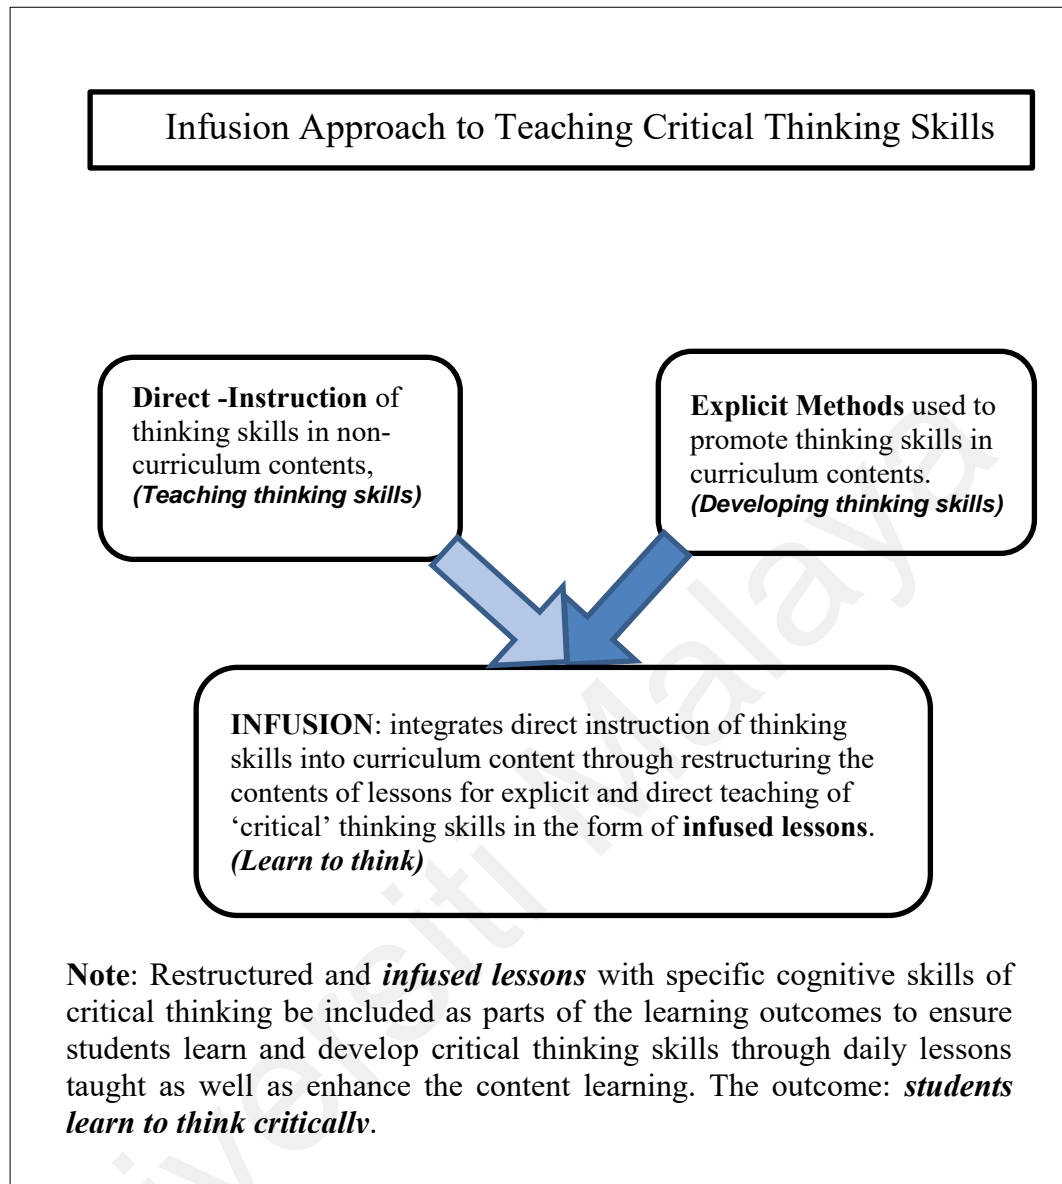 Infusion Approach to Teaching Critical Thinking Skills
Direct -Instruction of
thinking skills in non-
curriculum contents,
(Teaching thinking skills)
Explicit Methods used to
promote thinking skills in
curriculum contents.
(Developing thinking skills)
INFUSION: integrates direct instruction of thinking
skills into curriculum content through restructuring the
contents of lessons for explicit and direct teaching of
‘critical’ thinking skills in the form of infused lessons.
(Learn to think)
Note: Restructured and infused lessons with specific cognitive skills of
critical thinking be included as parts of the learning outcomes to ensure
students learn and develop critical thinking skills through daily lessons
taught as well as enhance the content learning. The outcome: students
learn to think critically.
versiti Malaya